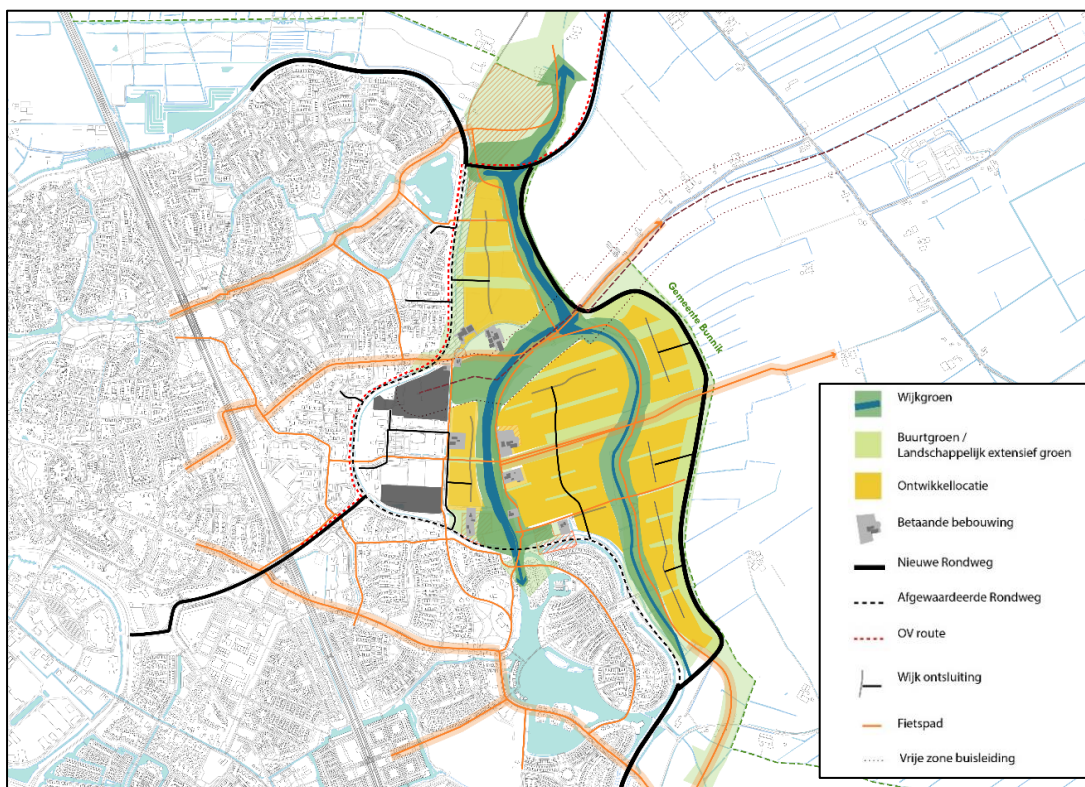 Gemeente Bunnik
Wijkgroen
Buurtgroen /
Landschappelijk extensief groen
Ontwikkellocatie
Betaande bebouwing
Nieuwe Rondweg
Afgewaardeerde Rondweg
OV route
Wijk ontsluiting
Fietspad
Vrije zone buisleiding